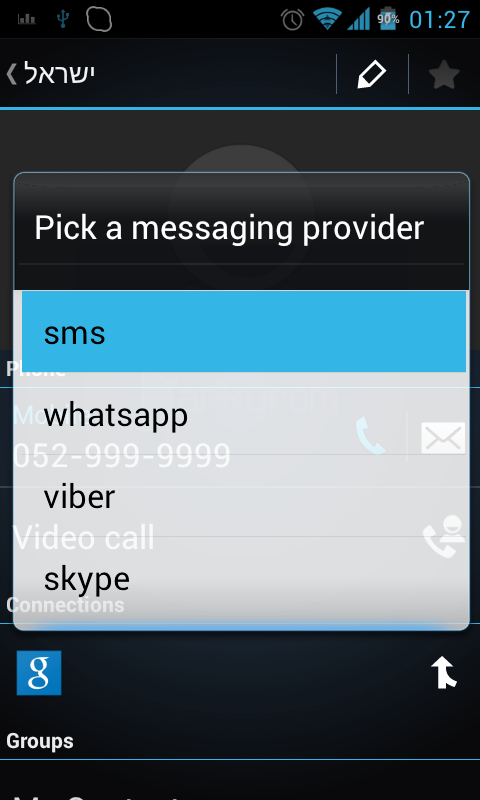 90%
01:27
ישראל
Pick a messaging provider
sms
Phone
whatsapp
052-999-9999
viber
Video call
skype
Connections
g
Groups